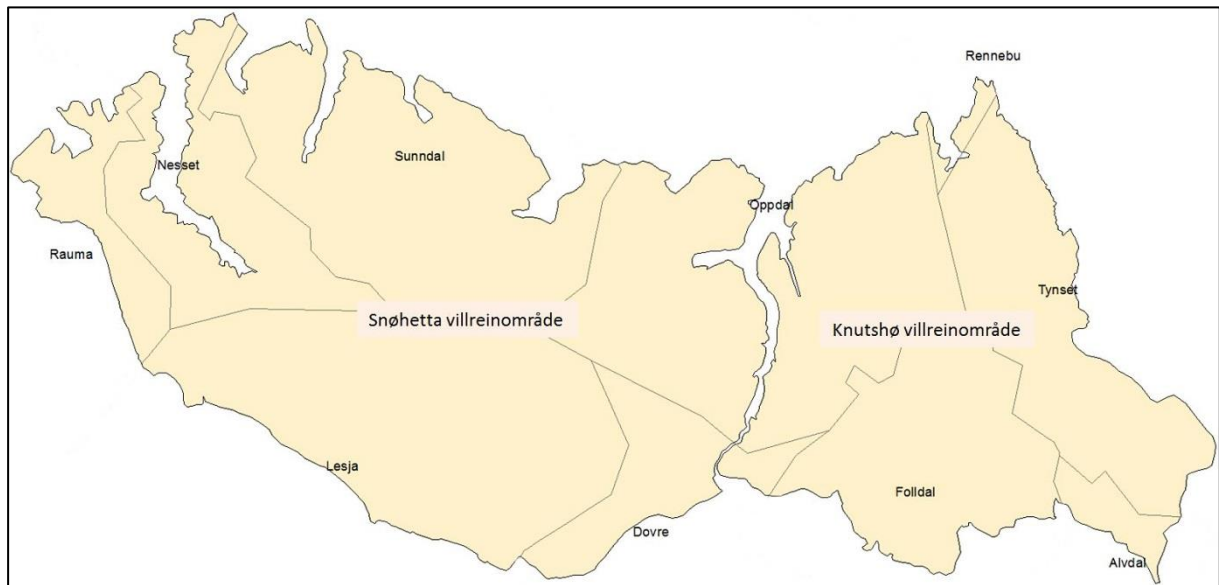 Rennebu
Nesset
Sunndal
Oppdal
Rauma
Tynset
Snøhetta villreinområde
Knutshø villreinområde
Lesja
Folldal
Dovre
Alvdal